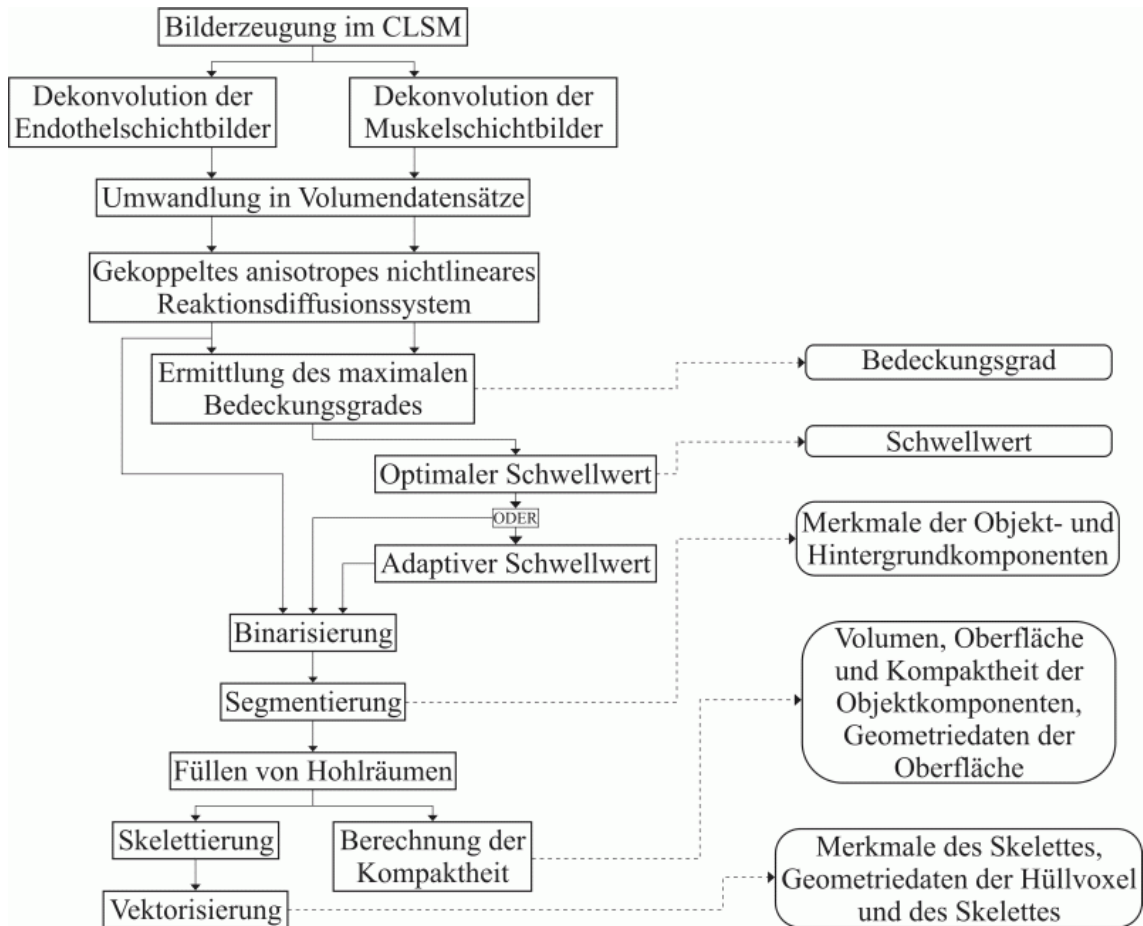 Bilderzeugung im CLSM
Dekonvolution der
Endothelschichtbilder
Dekonvolution der
Muskelschichtbilder
Umwandlung in Volumendatensätze
Gekoppeltes anisotropes nichtlineares
Reaktionsdiffusionssystem
Ermittlung des maximalen
Bedeckungsgrades
Bedeckungsgrad
Optimaler Schwellwert
Schwellwert
ODER
Adaptiver Schwellwert
Merkmale der Objekt- und
Hintergrundkomponenten
Binarisierung
Segmentierung
Volumen, Oberfläche
und Kompaktheit der
Objektkomponenten,
Geometriedaten der
Oberfläche
Füllen von Hohlräumen
Skelettierung
Berechnung der
Kompaktheit
Vektorisierung
Merkmale des Skelettes,
Geometriedaten der Hüllvoxel
und des Skelettes